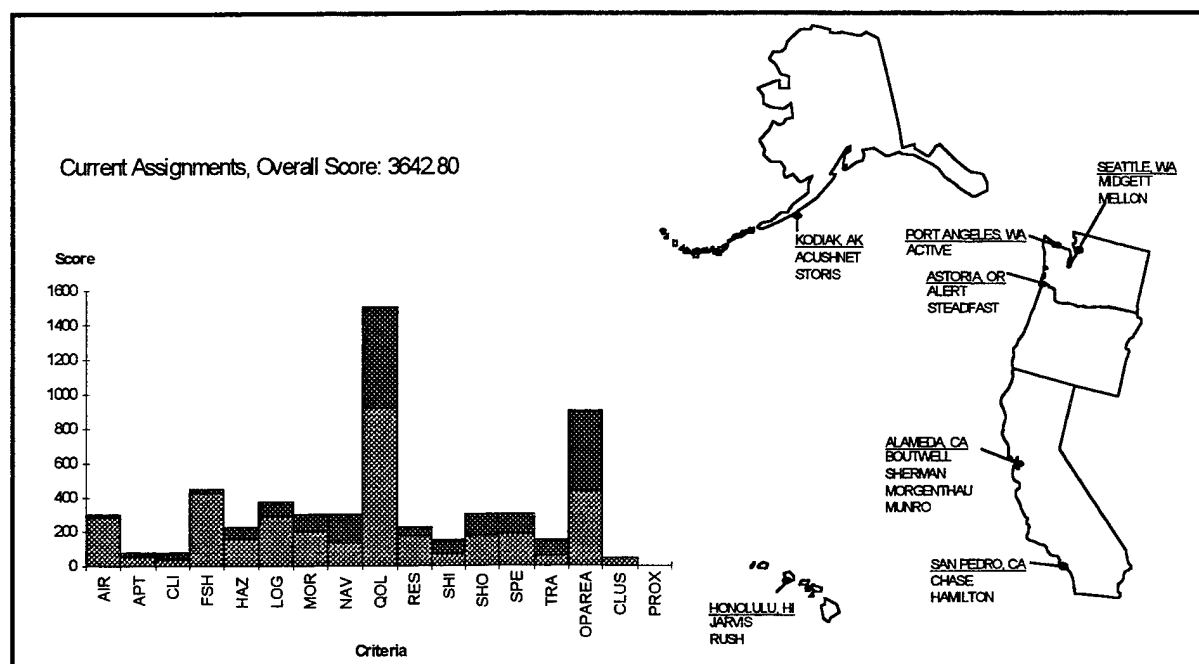 Current Assignments, Overall Score: 3642.80
Score
1600
1400
1200
1000
800
600
400
200
0
AIR
APT
CLI
FSH
HAZ
LOG
MOR
NAV
QOL
RES
SHI
SHO
SPE
TRA
OPAREA
CLUS
PROX
Criteria
KODIAK, AK
ACUSHNET
STORIS
SEATTLE, WA
MIDGETT
MELLON
PORT ANGELES, WA
ACTIVE
ASTORIA, OR
ALERT
STEADFAST
ALAMEDA, CA
BOUTWELL
SHERMAN
MORGENTHAU
MUNRO
SAN PEDRO, CA
CHASE
HAMILTON
HONOLULU, HI
JARVIS
RUSH